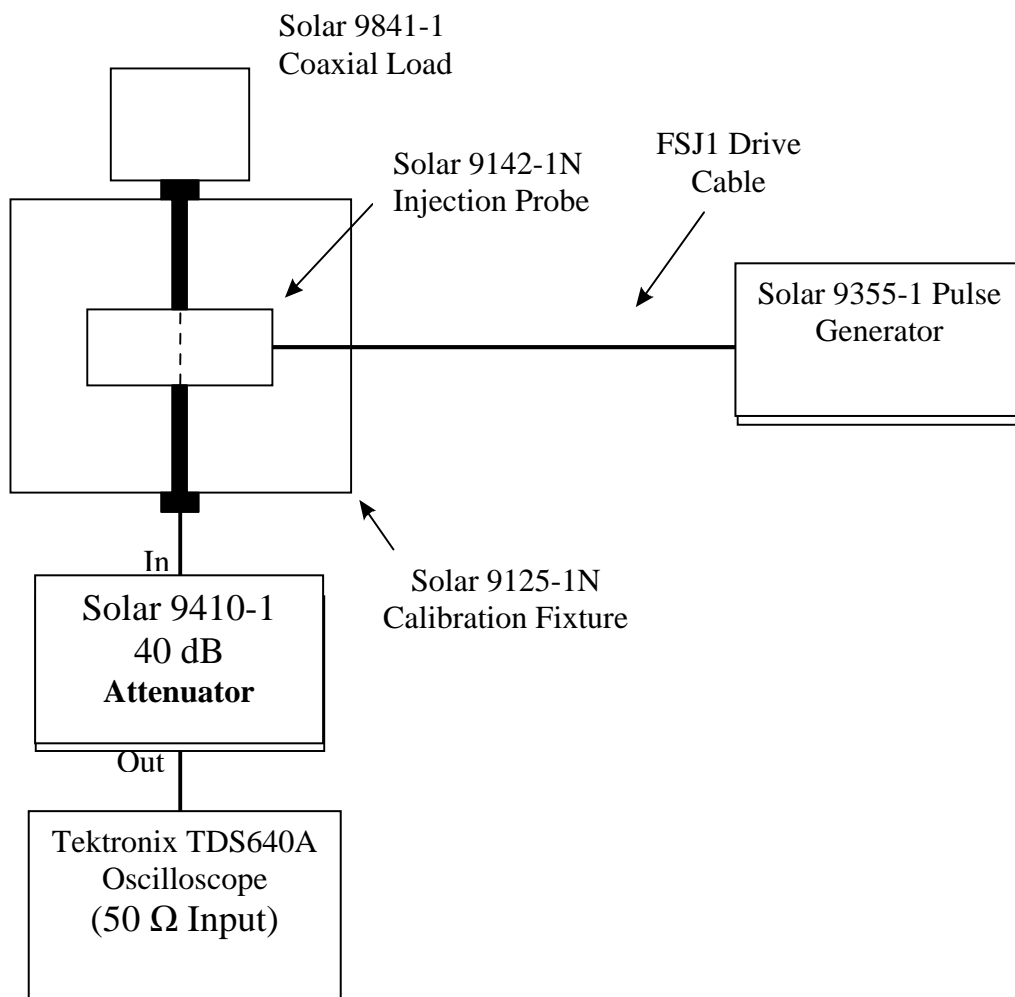 Solar 9841-1
Coaxial Load
Solar 9142-1N
Injection Probe
FSJ1 Drive
Cable
Solar 9355-1 Pulse
Generator
In
Solar 9410-1
40 dB
Attenuator
Out
Solar 9125-1N
Calibration Fixture
Tektronix TDS640A
Oscilloscope
(50 Ω Input)